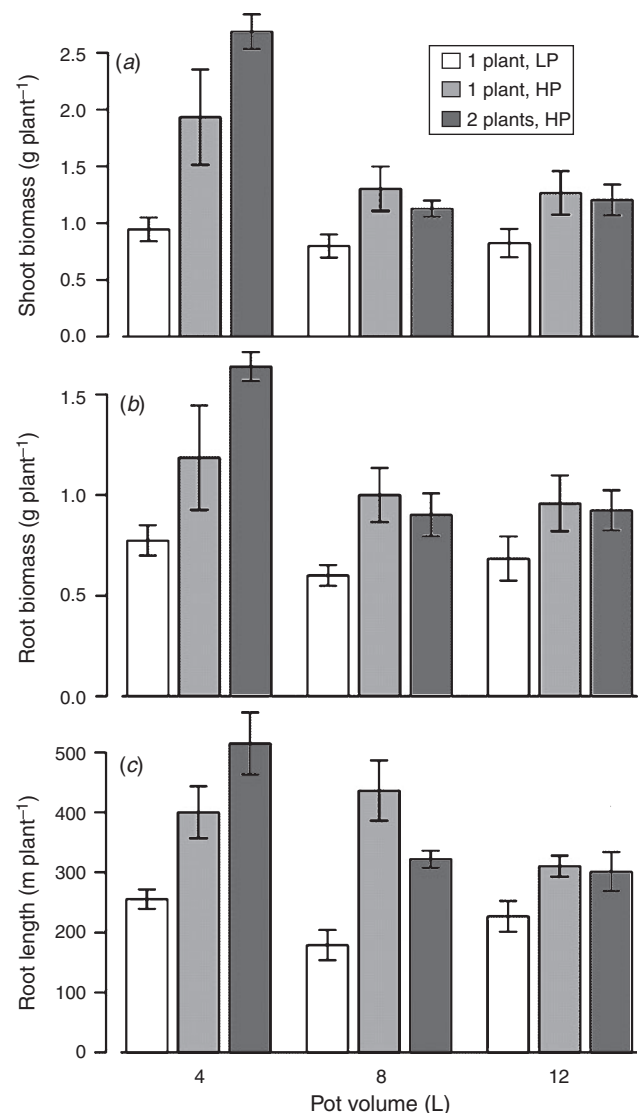 (a)
1 plant, LP
1 plant, HP
2 plants, HP
Shoot biomass (g plant⁻¹)
2.5
2.0
1.5
1.0
0.5
0.0
(b)
Root biomass (g plant⁻¹)
1.5
1.0
0.5
0.0
(c)
Root length (m plant⁻¹)
500
400
300
200
100
0
4 8 12
Pot volume (L)